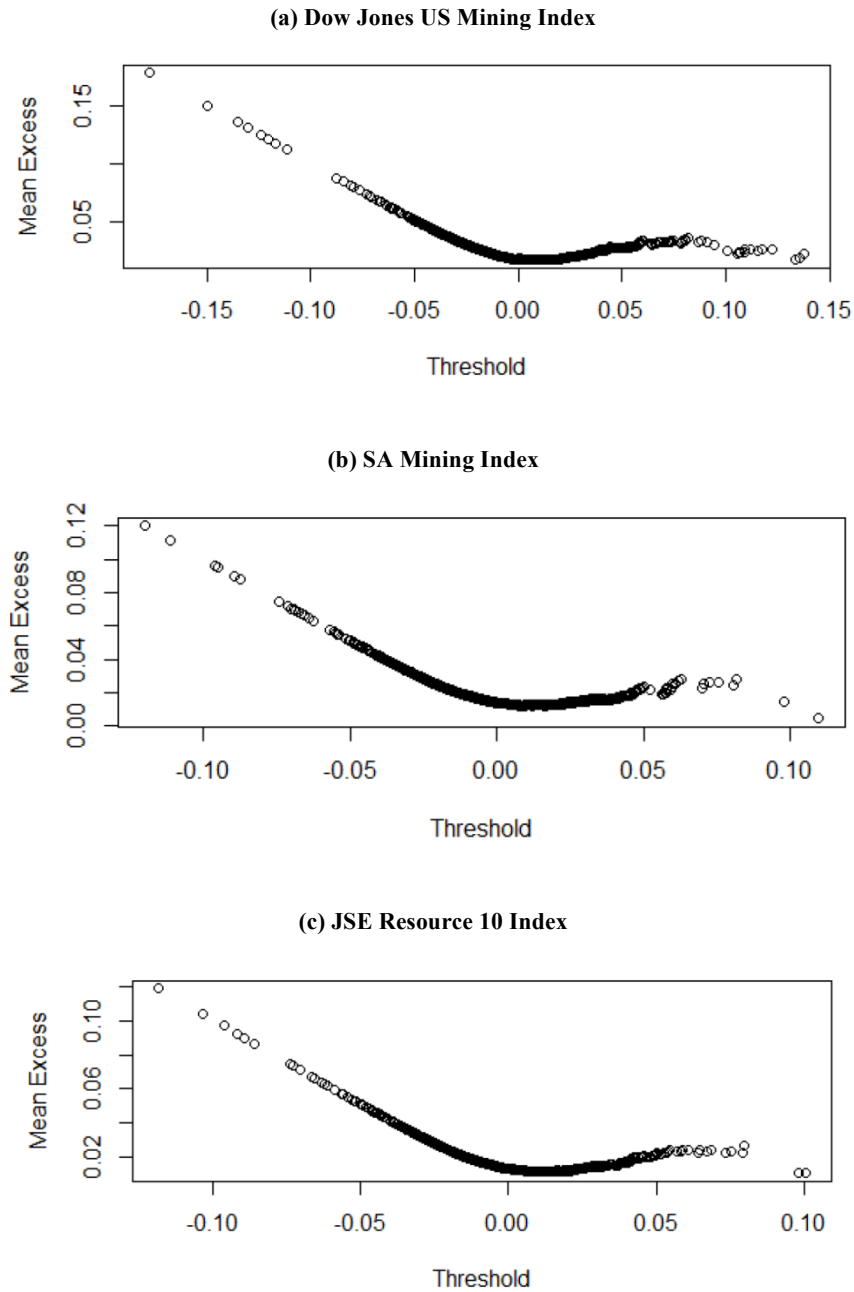 (a) Dow Jones US Mining Index
Mean Excess
0.05 0.15
-0.15 -0.10 -0.05 0.00 0.05 0.10 0.15
Threshold
(b) SA Mining Index
Mean Excess
0.00 0.04 0.08 0.12
-0.10 -0.05 0.00 0.05 0.10
Threshold
(c) JSE Resource 10 Index
Mean Excess
0.02 0.06 0.10
-0.10 -0.05 0.00 0.05 0.10
Threshold